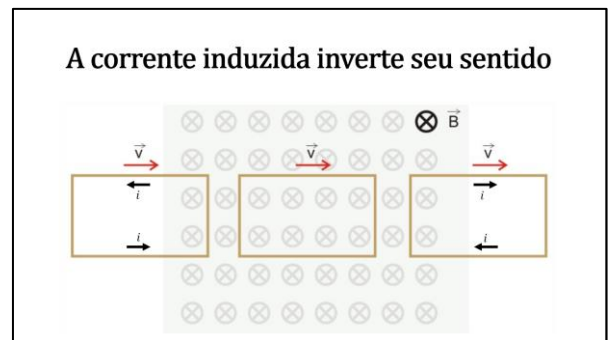 A corrente induzida inverte seu sentido
B
v v v
i i
i i